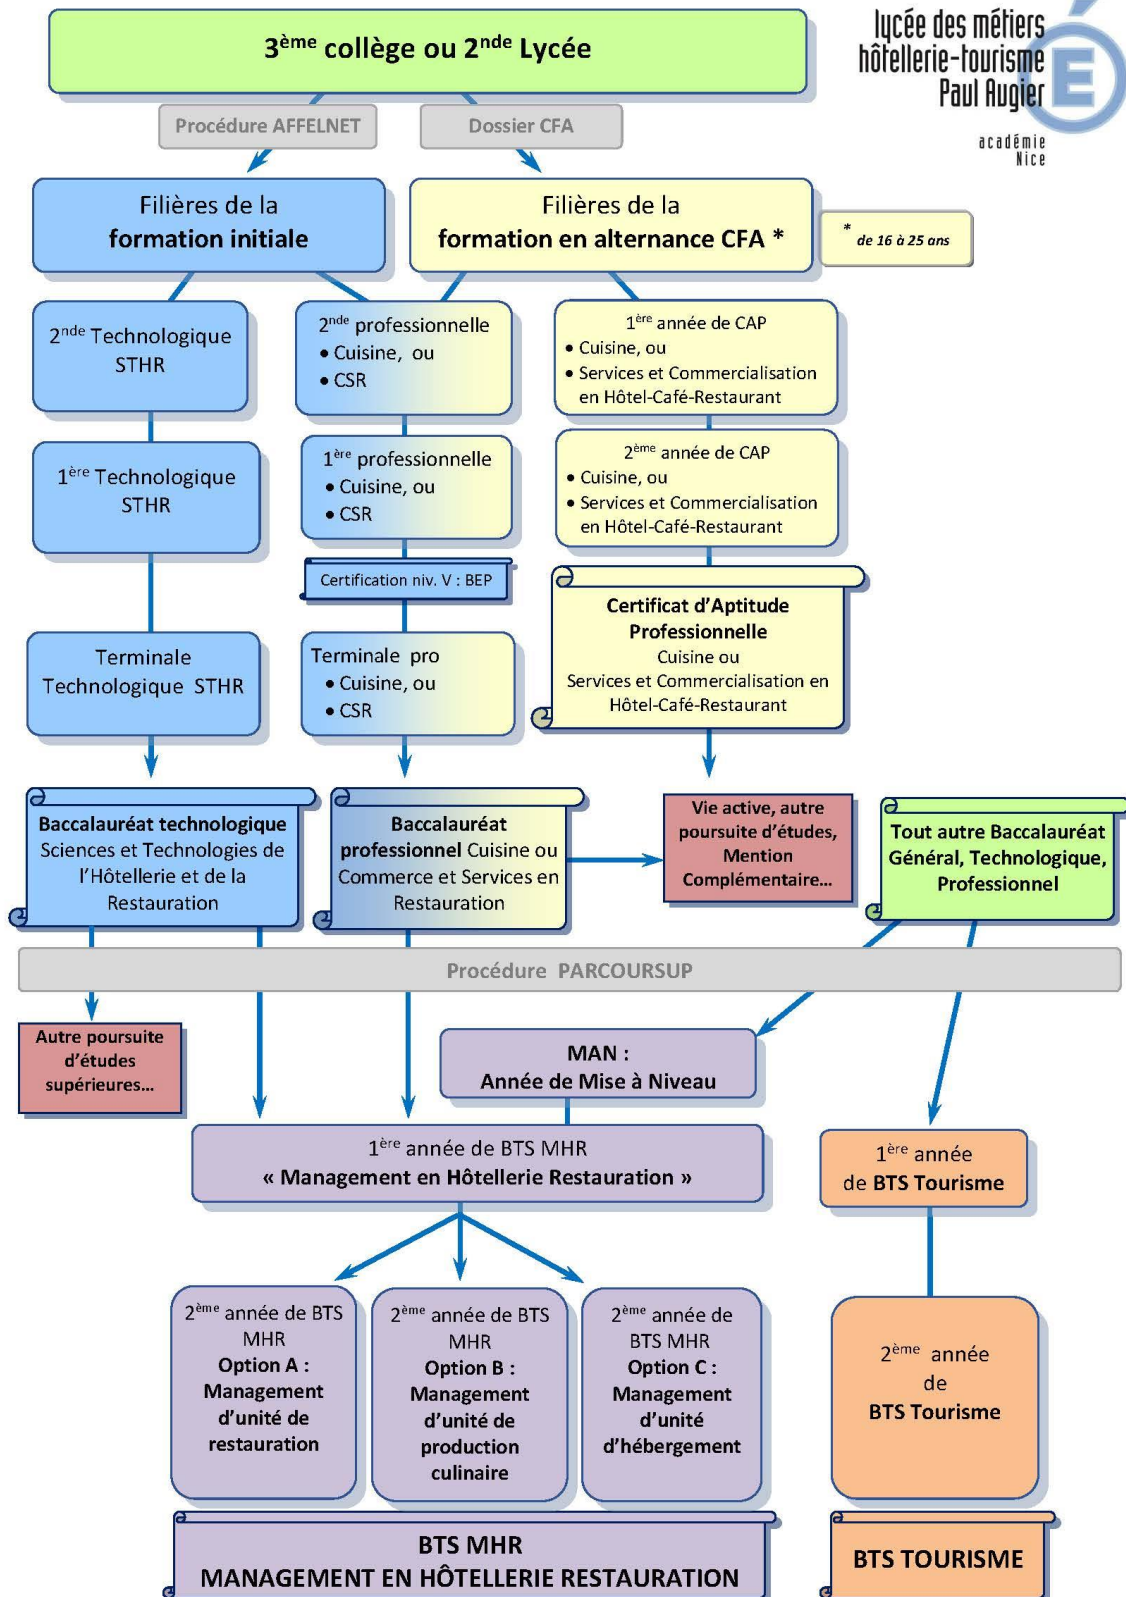 lycée des métiers
hôtellerie-tourisme
Paul Augier
É
académie
Nice
3ème collège ou 2nde Lycée
Procédure AFFELNET
Dossier CFA
Filières de la
formation initiale
Filières de la
formation en alternance CFA *
* de 16 à 25 ans
2nde Technologique
STHR
2nde professionnelle
• Cuisine, ou
• CSR
1ère année de CAP
• Cuisine, ou
• Services et Commercialisation
en Hôtel-Café-Restaurant
1ère Technologique
STHR
1ère professionnelle
• Cuisine, ou
• CSR
2ème année de CAP
• Cuisine, ou
• Services et Commercialisation
en Hôtel-Café-Restaurant
Certification niv. V : BEP
Certificat d'Aptitude
Professionnelle
Cuisine ou
Services et Commercialisation en
Hôtel-Café-Restaurant
Terminale
Technologique STHR
Terminale pro
• Cuisine, ou
• CSR
Baccalauréat technologique
Sciences et Technologies de
l'Hôtellerie et de la
Restauration
Baccalauréat
professionnel Cuisine ou
Commerce et Services en
Restauration
Vie active, autre
poursuite d'études,
Mention
Complémentaire...
Tout autre Baccalauréat
Général, Technologique,
Professionnel
Procédure PARCOURSUP
Autre poursuite
d'études
supérieures...
MAN :
Année de Mise à Niveau
1ère année de BTS MHR
« Management en Hôtellerie Restauration »
1ère année
de BTS Tourisme
2ème année de BTS
MHR
Option A :
Management
d'unité de
restauration
2ème année de BTS
MHR
Option B :
Management
d'unité de
production
culinaire
2ème année de
BTS MHR
Option C :
Management
d'unité
d'hébergement
2ème année
de
BTS Tourisme
BTS MHR
MANAGEMENT EN HÔTELLERIE RESTAURATION
BTS TOURISME